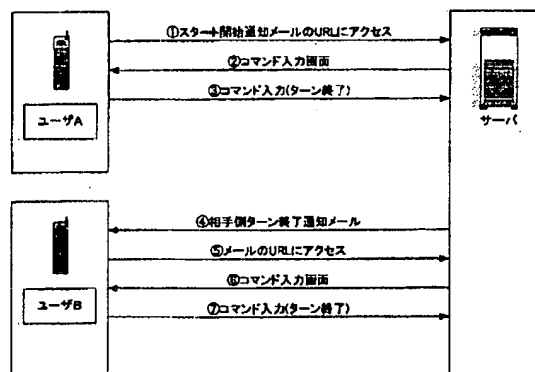 ①スタート開始通知メールのURLにアクセス
②コマンド入力画面
③コマンド入力(ターン終了)
ユーザA
サーバ
④相手側ターン終了通知メール
⑤メールのURLにアクセス
⑥コマンド入力画面
⑦コマンド入力(ターン終了)
ユーザB